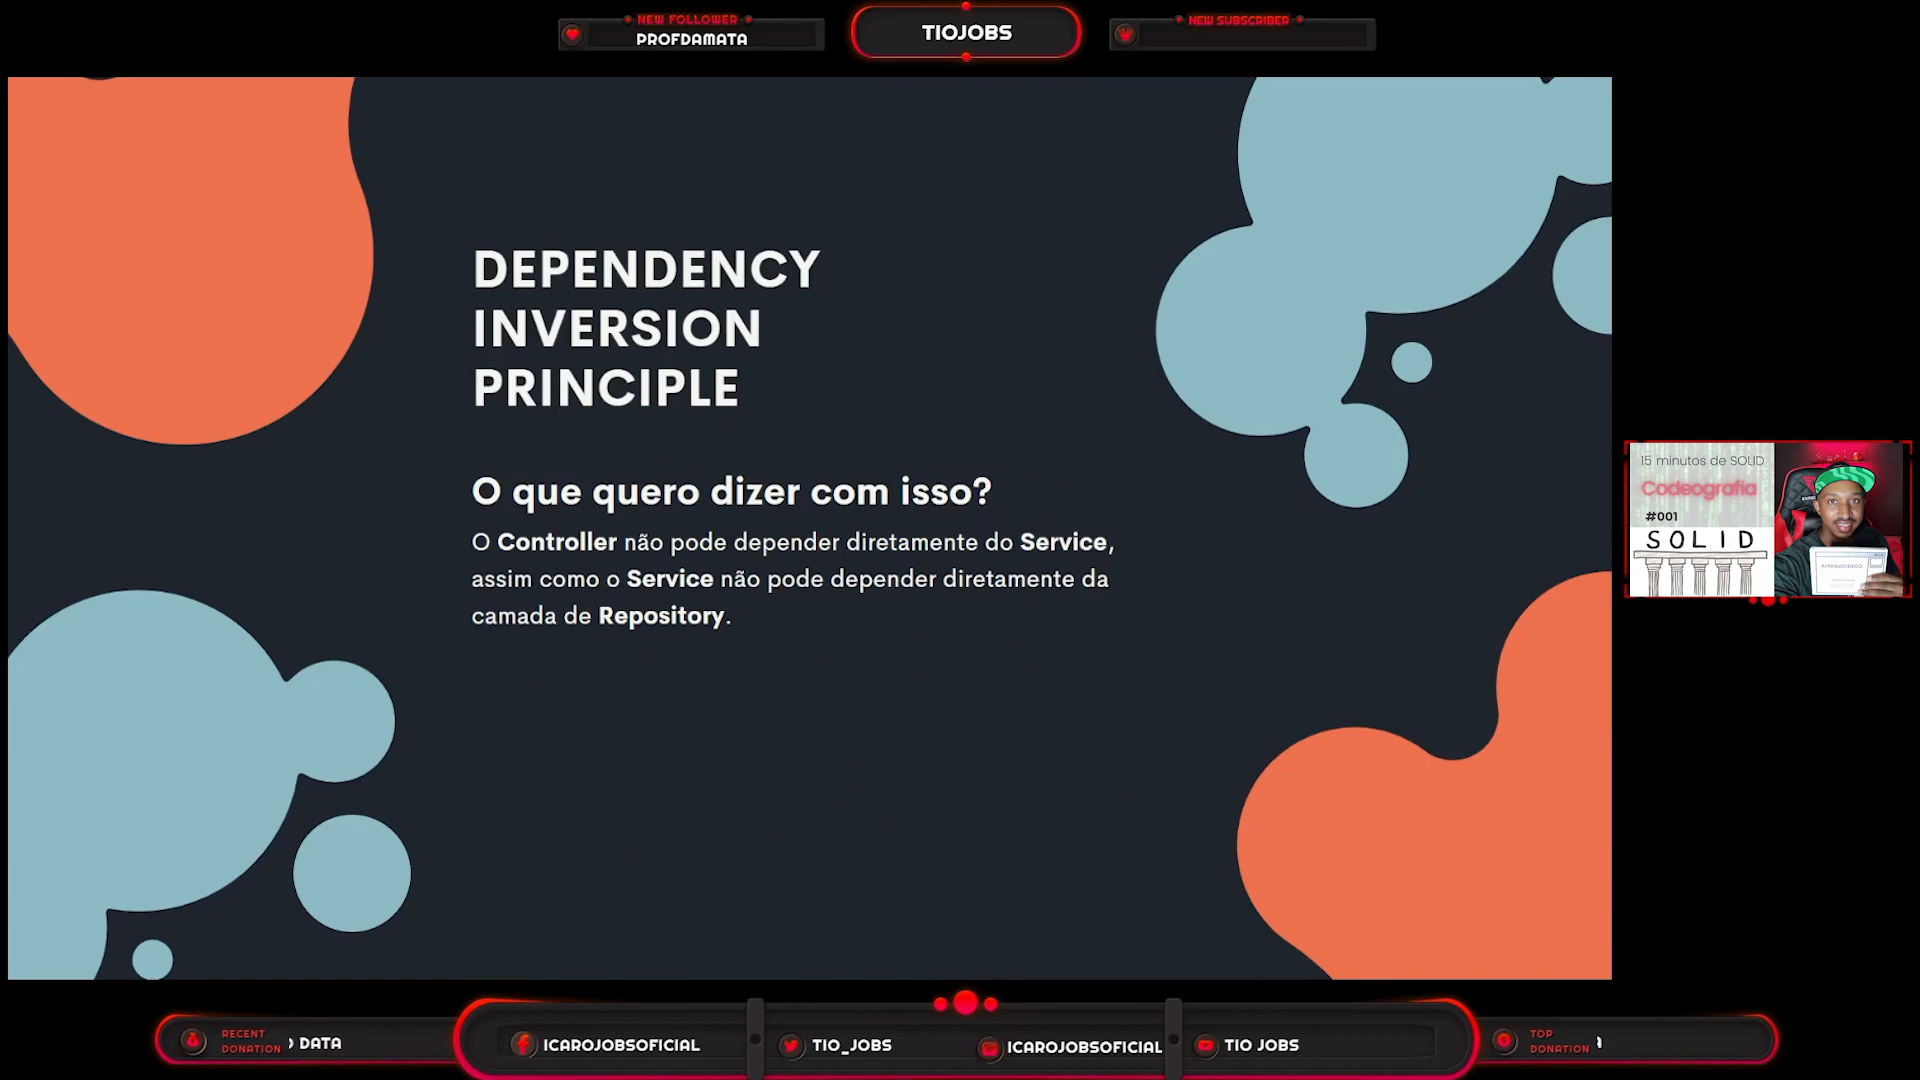 NEW FOLLOWER
PROFDAMATA
TIOJOBS
NEW SUBSCRIBER
DEPENDENCY
INVERSION
PRINCIPLE
O que quero dizer com isso?
O Controller não pode depender diretamente do Service,
assim como o Service não pode depender diretamente da
camada de Repository.
15 minutos de SOLID
Codeografia
#001
SOLID
RECENT
DONATION
DATA
ICAROJOBSOFICIAL
TIO_JOBS
ICAROJOBSOFICIAL
TIO JOBS
TOP
DONATION